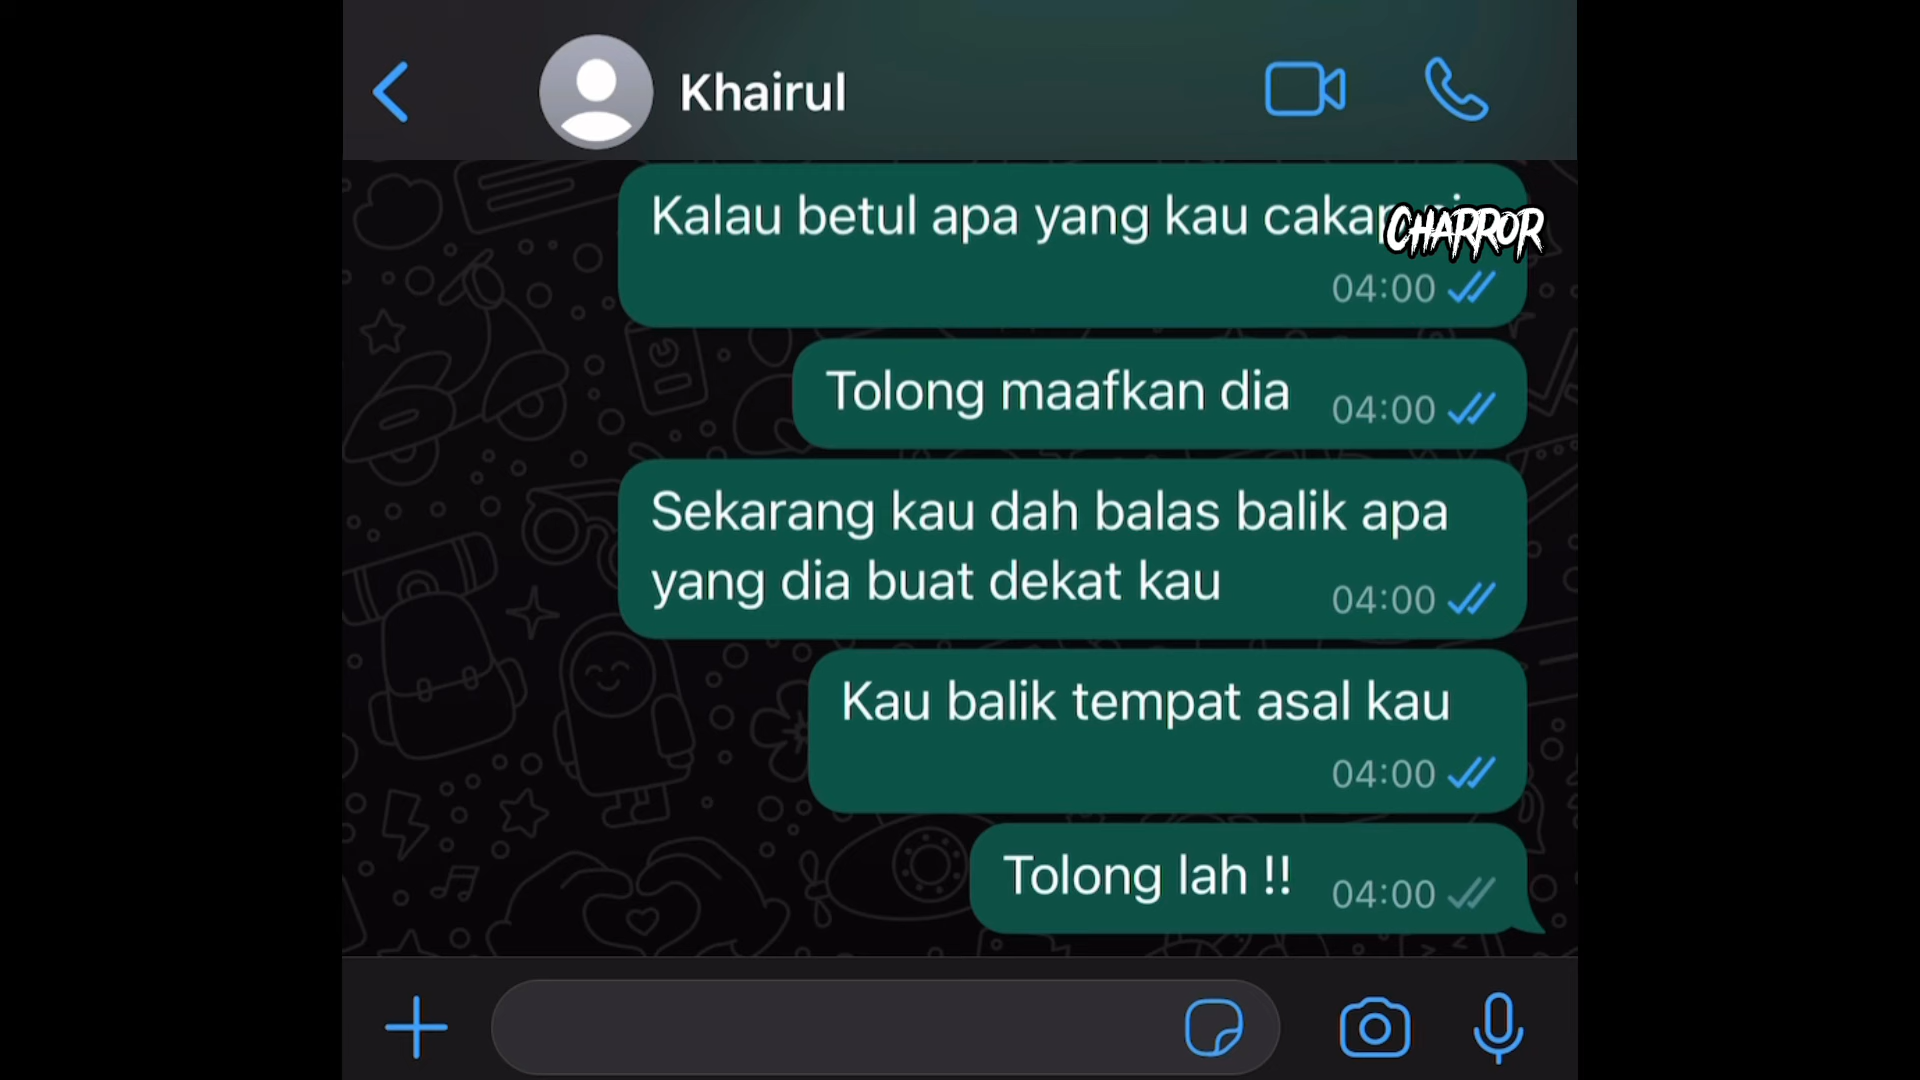 Khairul
Kalau betul apa yang kau
CHARROR
04:00
Tolong maafkan dia 04:00
Sekarang kau dah balas balik apa
yang dia buat dekat kau 04:00
Kau balik tempat asal kau
04:00
Tolong lah !! 04:00